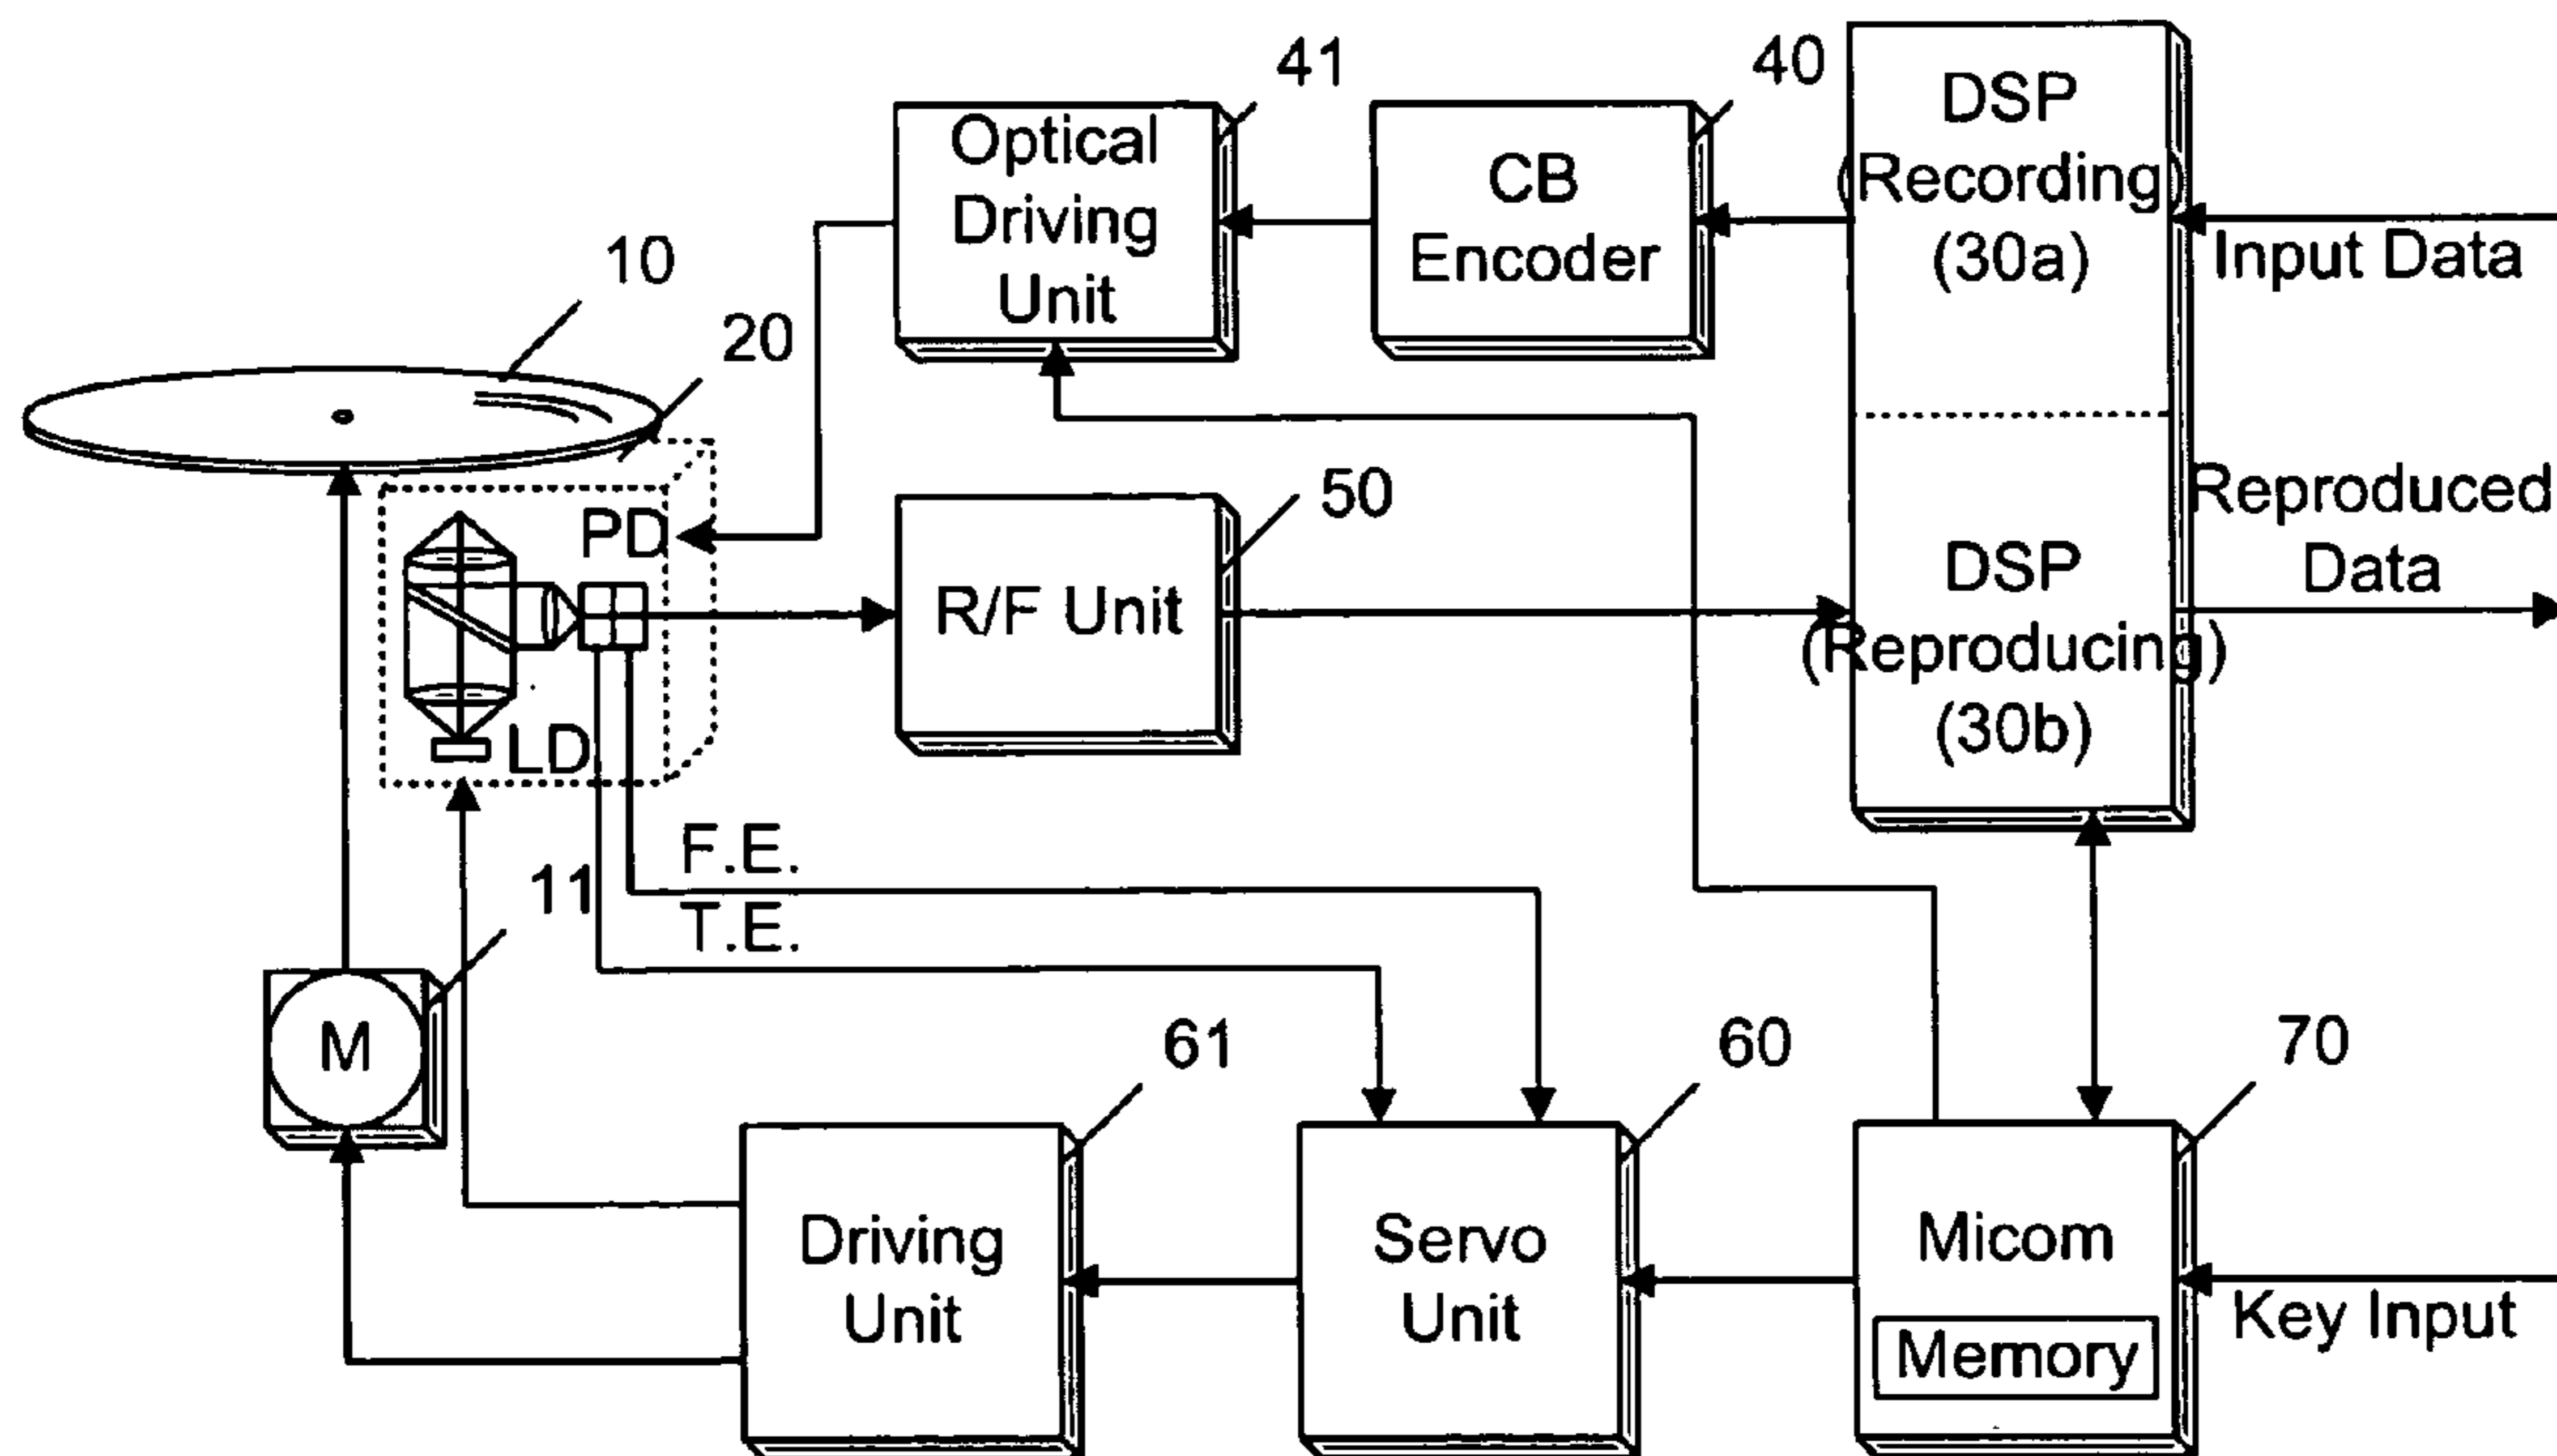 41
40
DSP
(Recording)
(30a)
Optical
Driving
Unit
CB
Encoder
Input Data
10
20
50
Reproduced
Data
PD
R/F Unit
DSP
(Reproducing)
(30b)
LD
F.E.
T.E.
11
M
61
60
70
Driving
Unit
Servo
Unit
Micom
Memory
Key Input